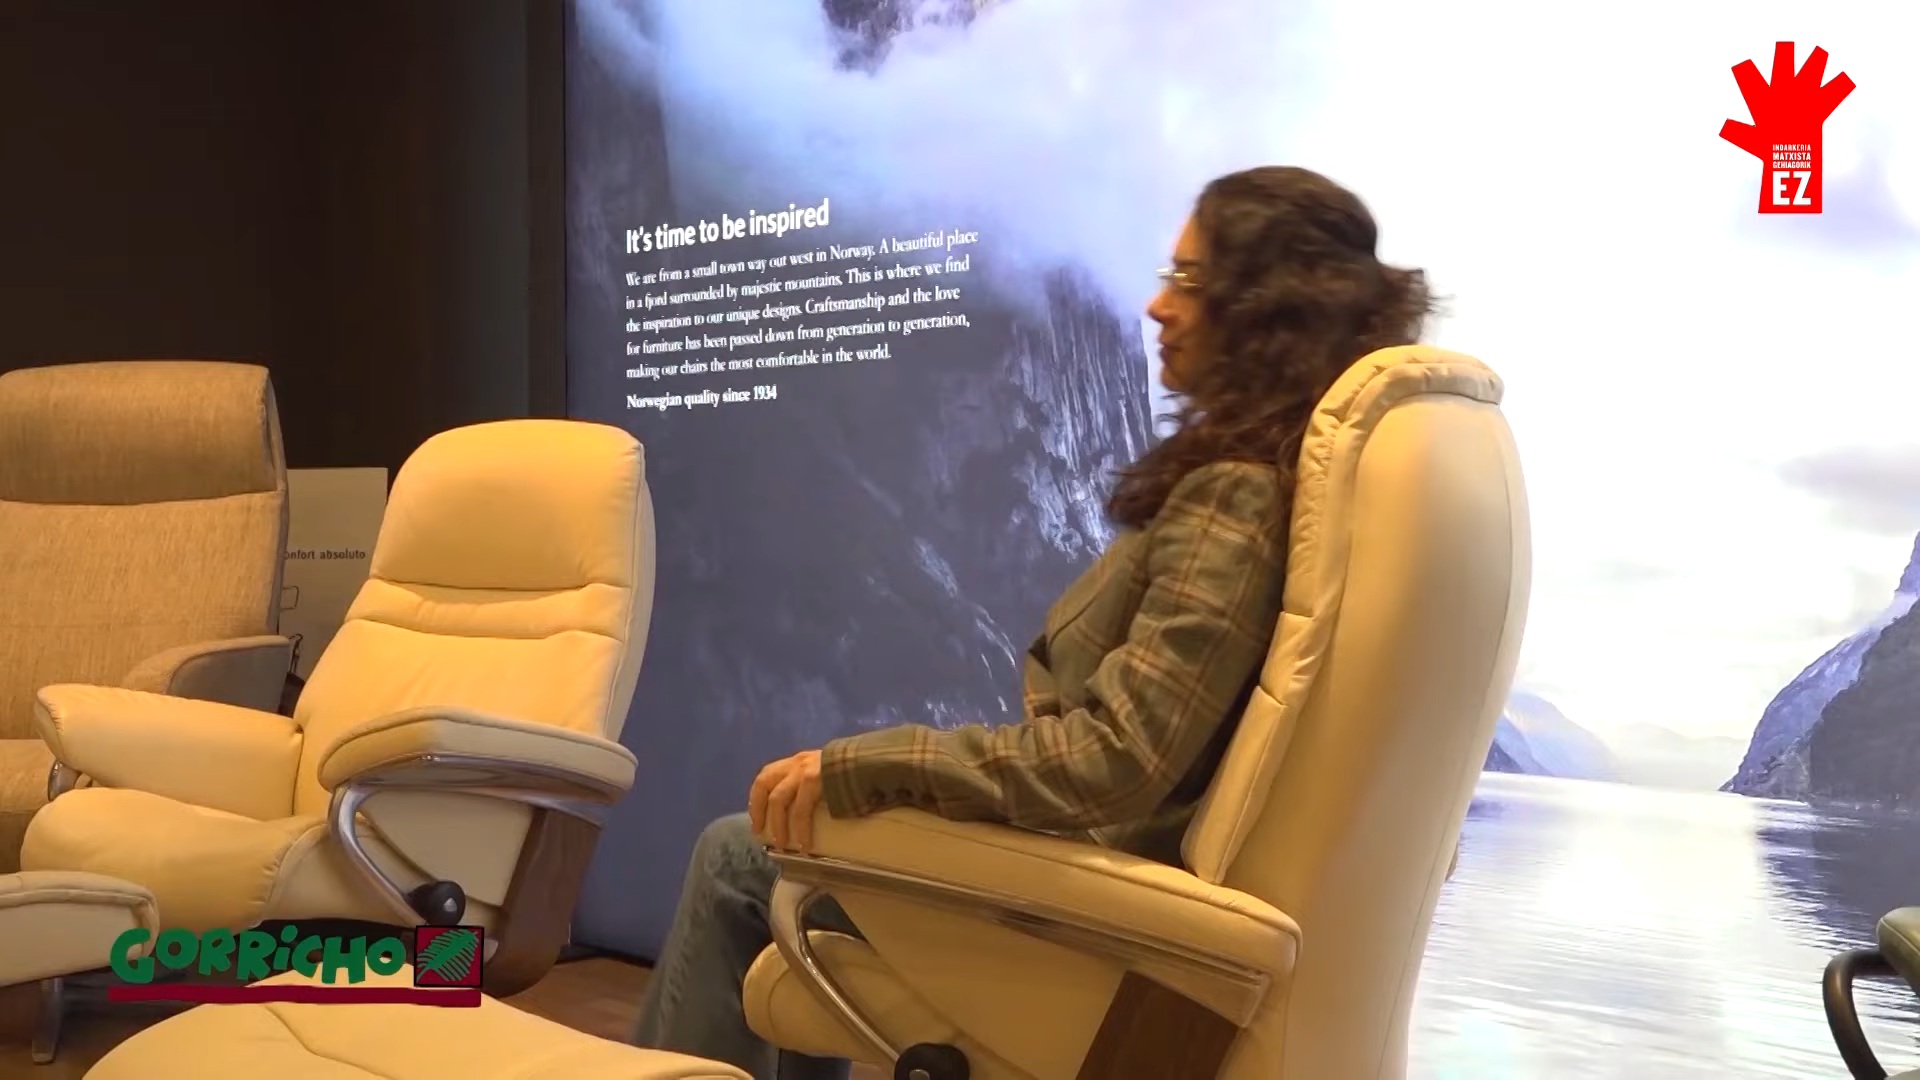 INDARKERIA
MATXISTA
GEHIAGORIK
EZ
It's time to be inspired
We are from a small town way out west in Norway. A beautiful place
in a fjord surrounded by majestic mountains. This is where we find
the inspiration to our unique designs. Craftsmanship and the love
for furniture has been passed down from generation to generation,
making our chairs the most comfortable in the world.
Norwegian quality since 1934
onfort absoluto
GORRiCHO